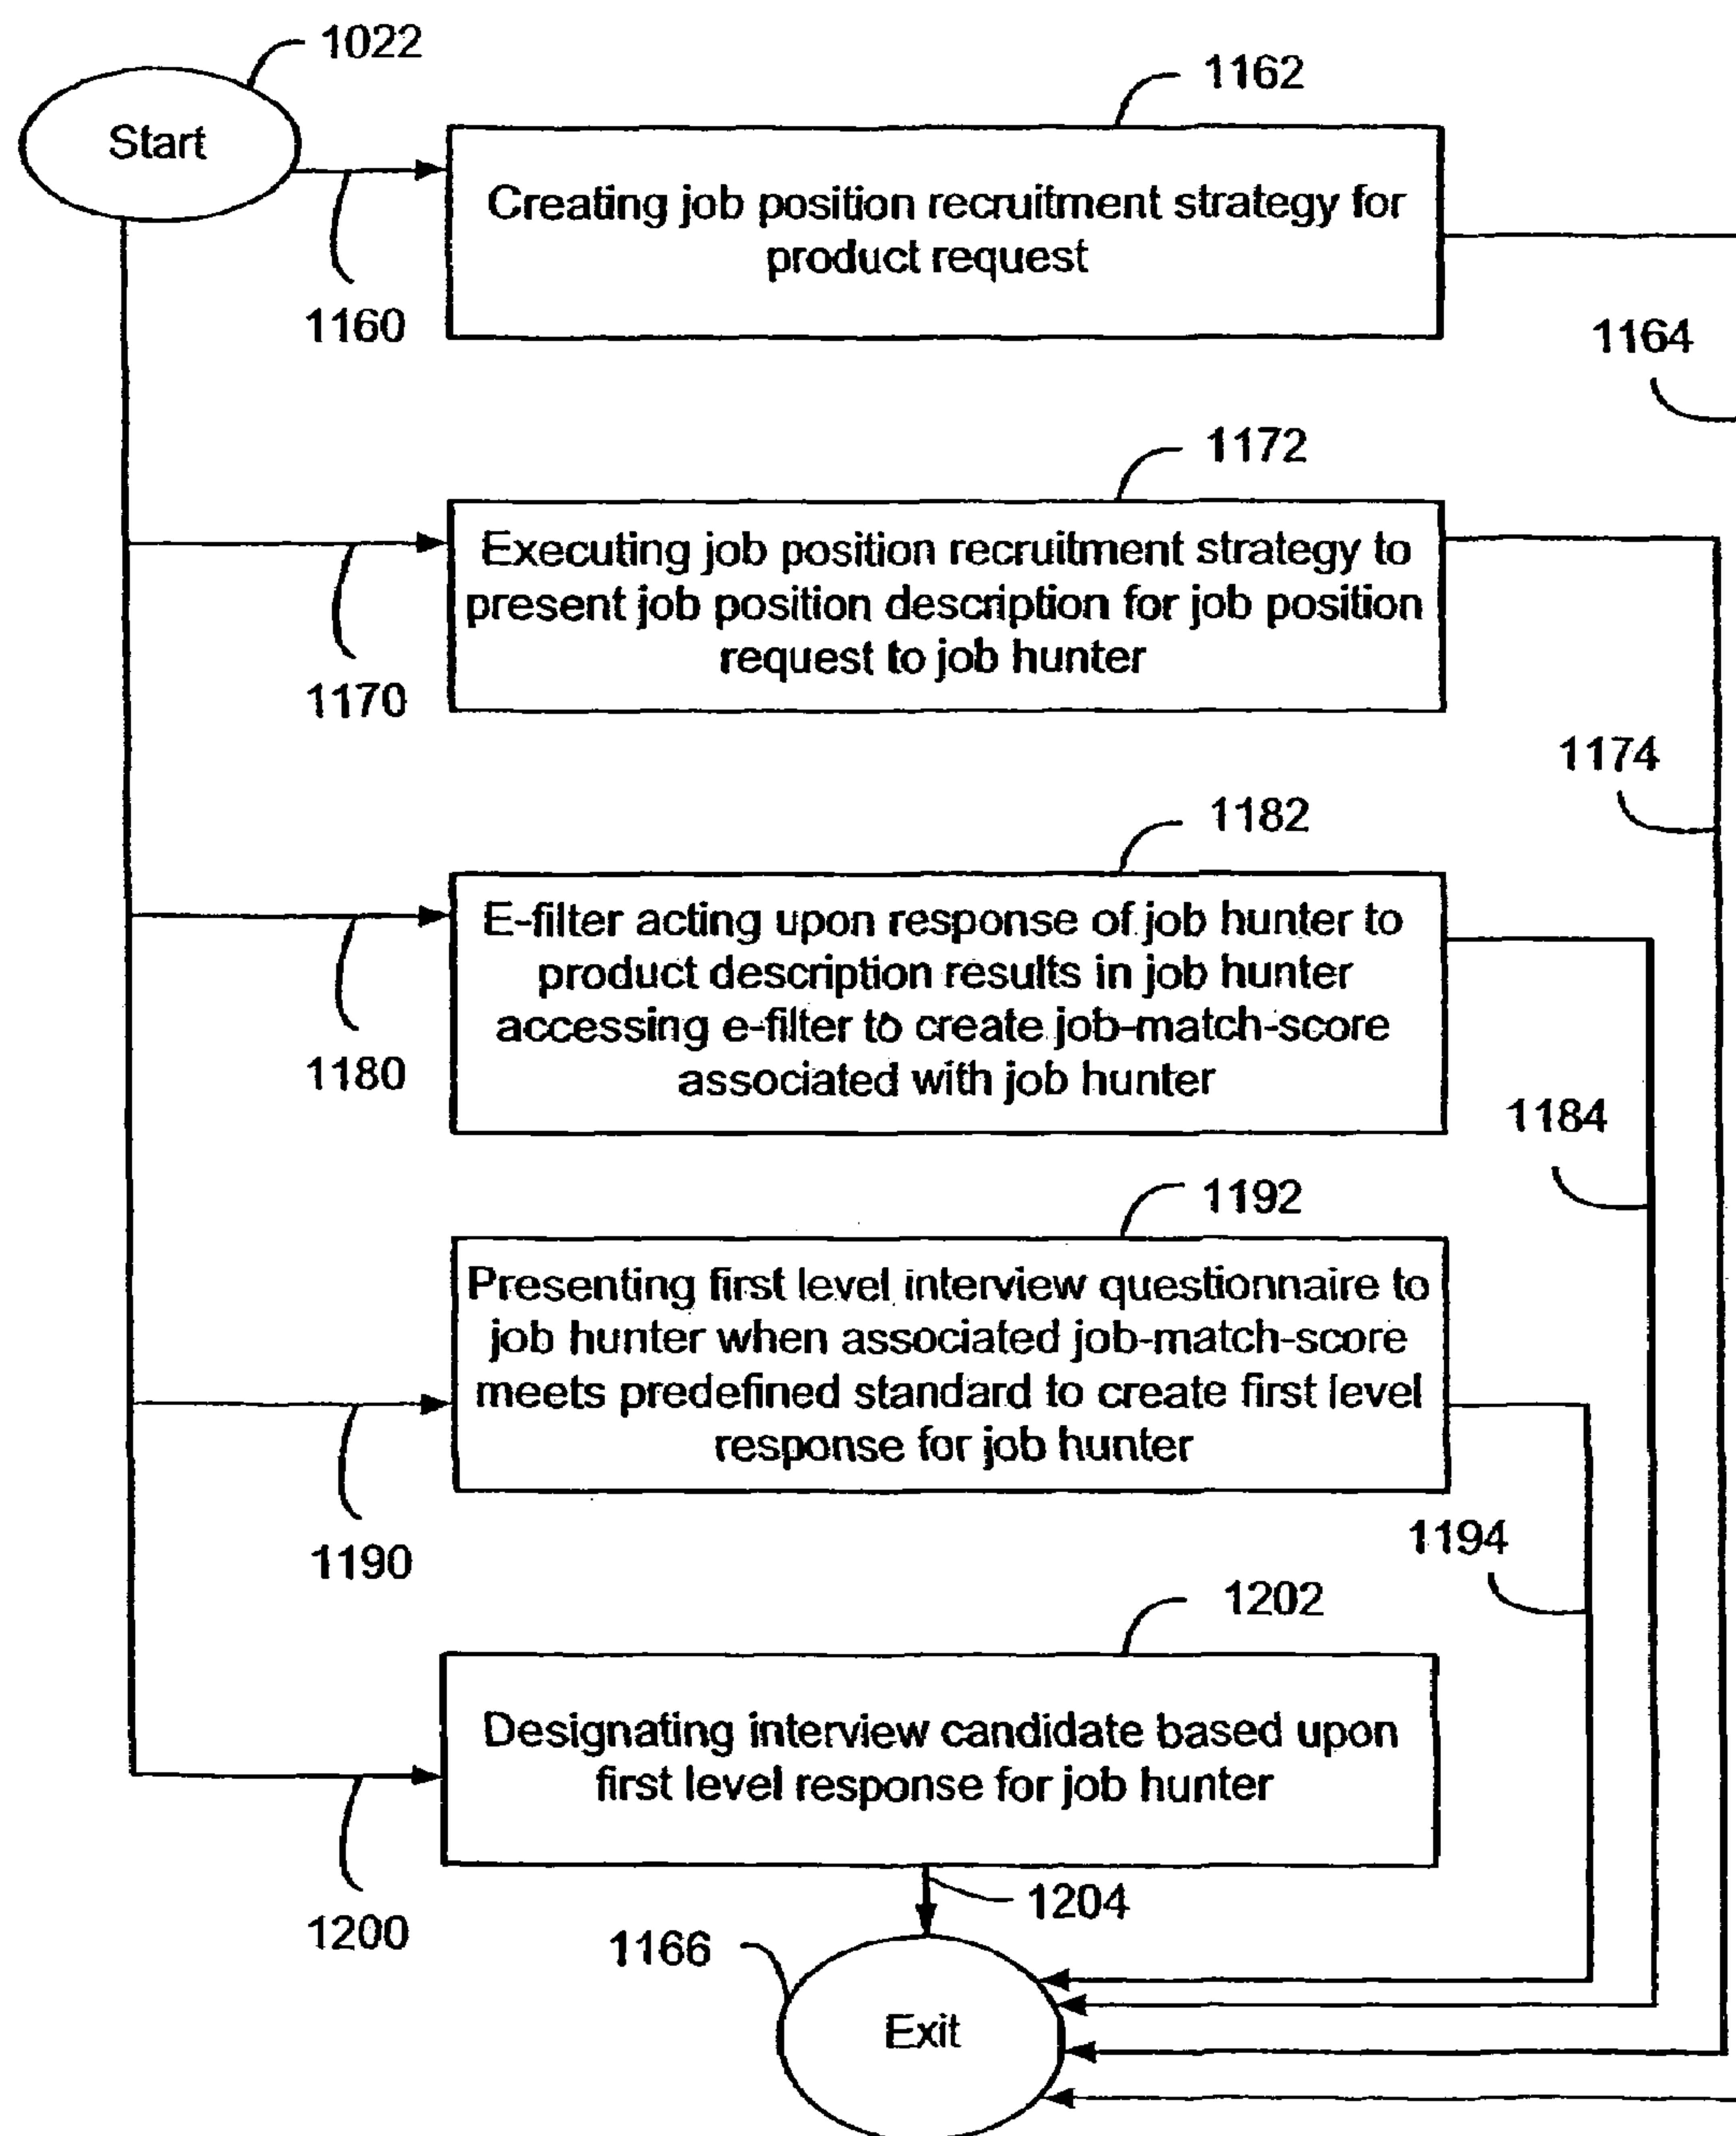 1022
Start
1162
Creating job position recruitment strategy for
product request
1160
1164
1172
Executing job position recruitment strategy to
present job position description for job position
request to job hunter
1170
1174
1182
E-filter acting upon response of job hunter to
product description results in job hunter
accessing e-filter to create job-match-score
associated with job hunter
1180
1184
1192
Presenting first level interview questionnaire to
job hunter when associated job-match-score
meets predefined standard to create first level
response for job hunter
1190
1194
1202
Designating interview candidate based upon
first level response for job hunter
1200
1204
1166
Exit